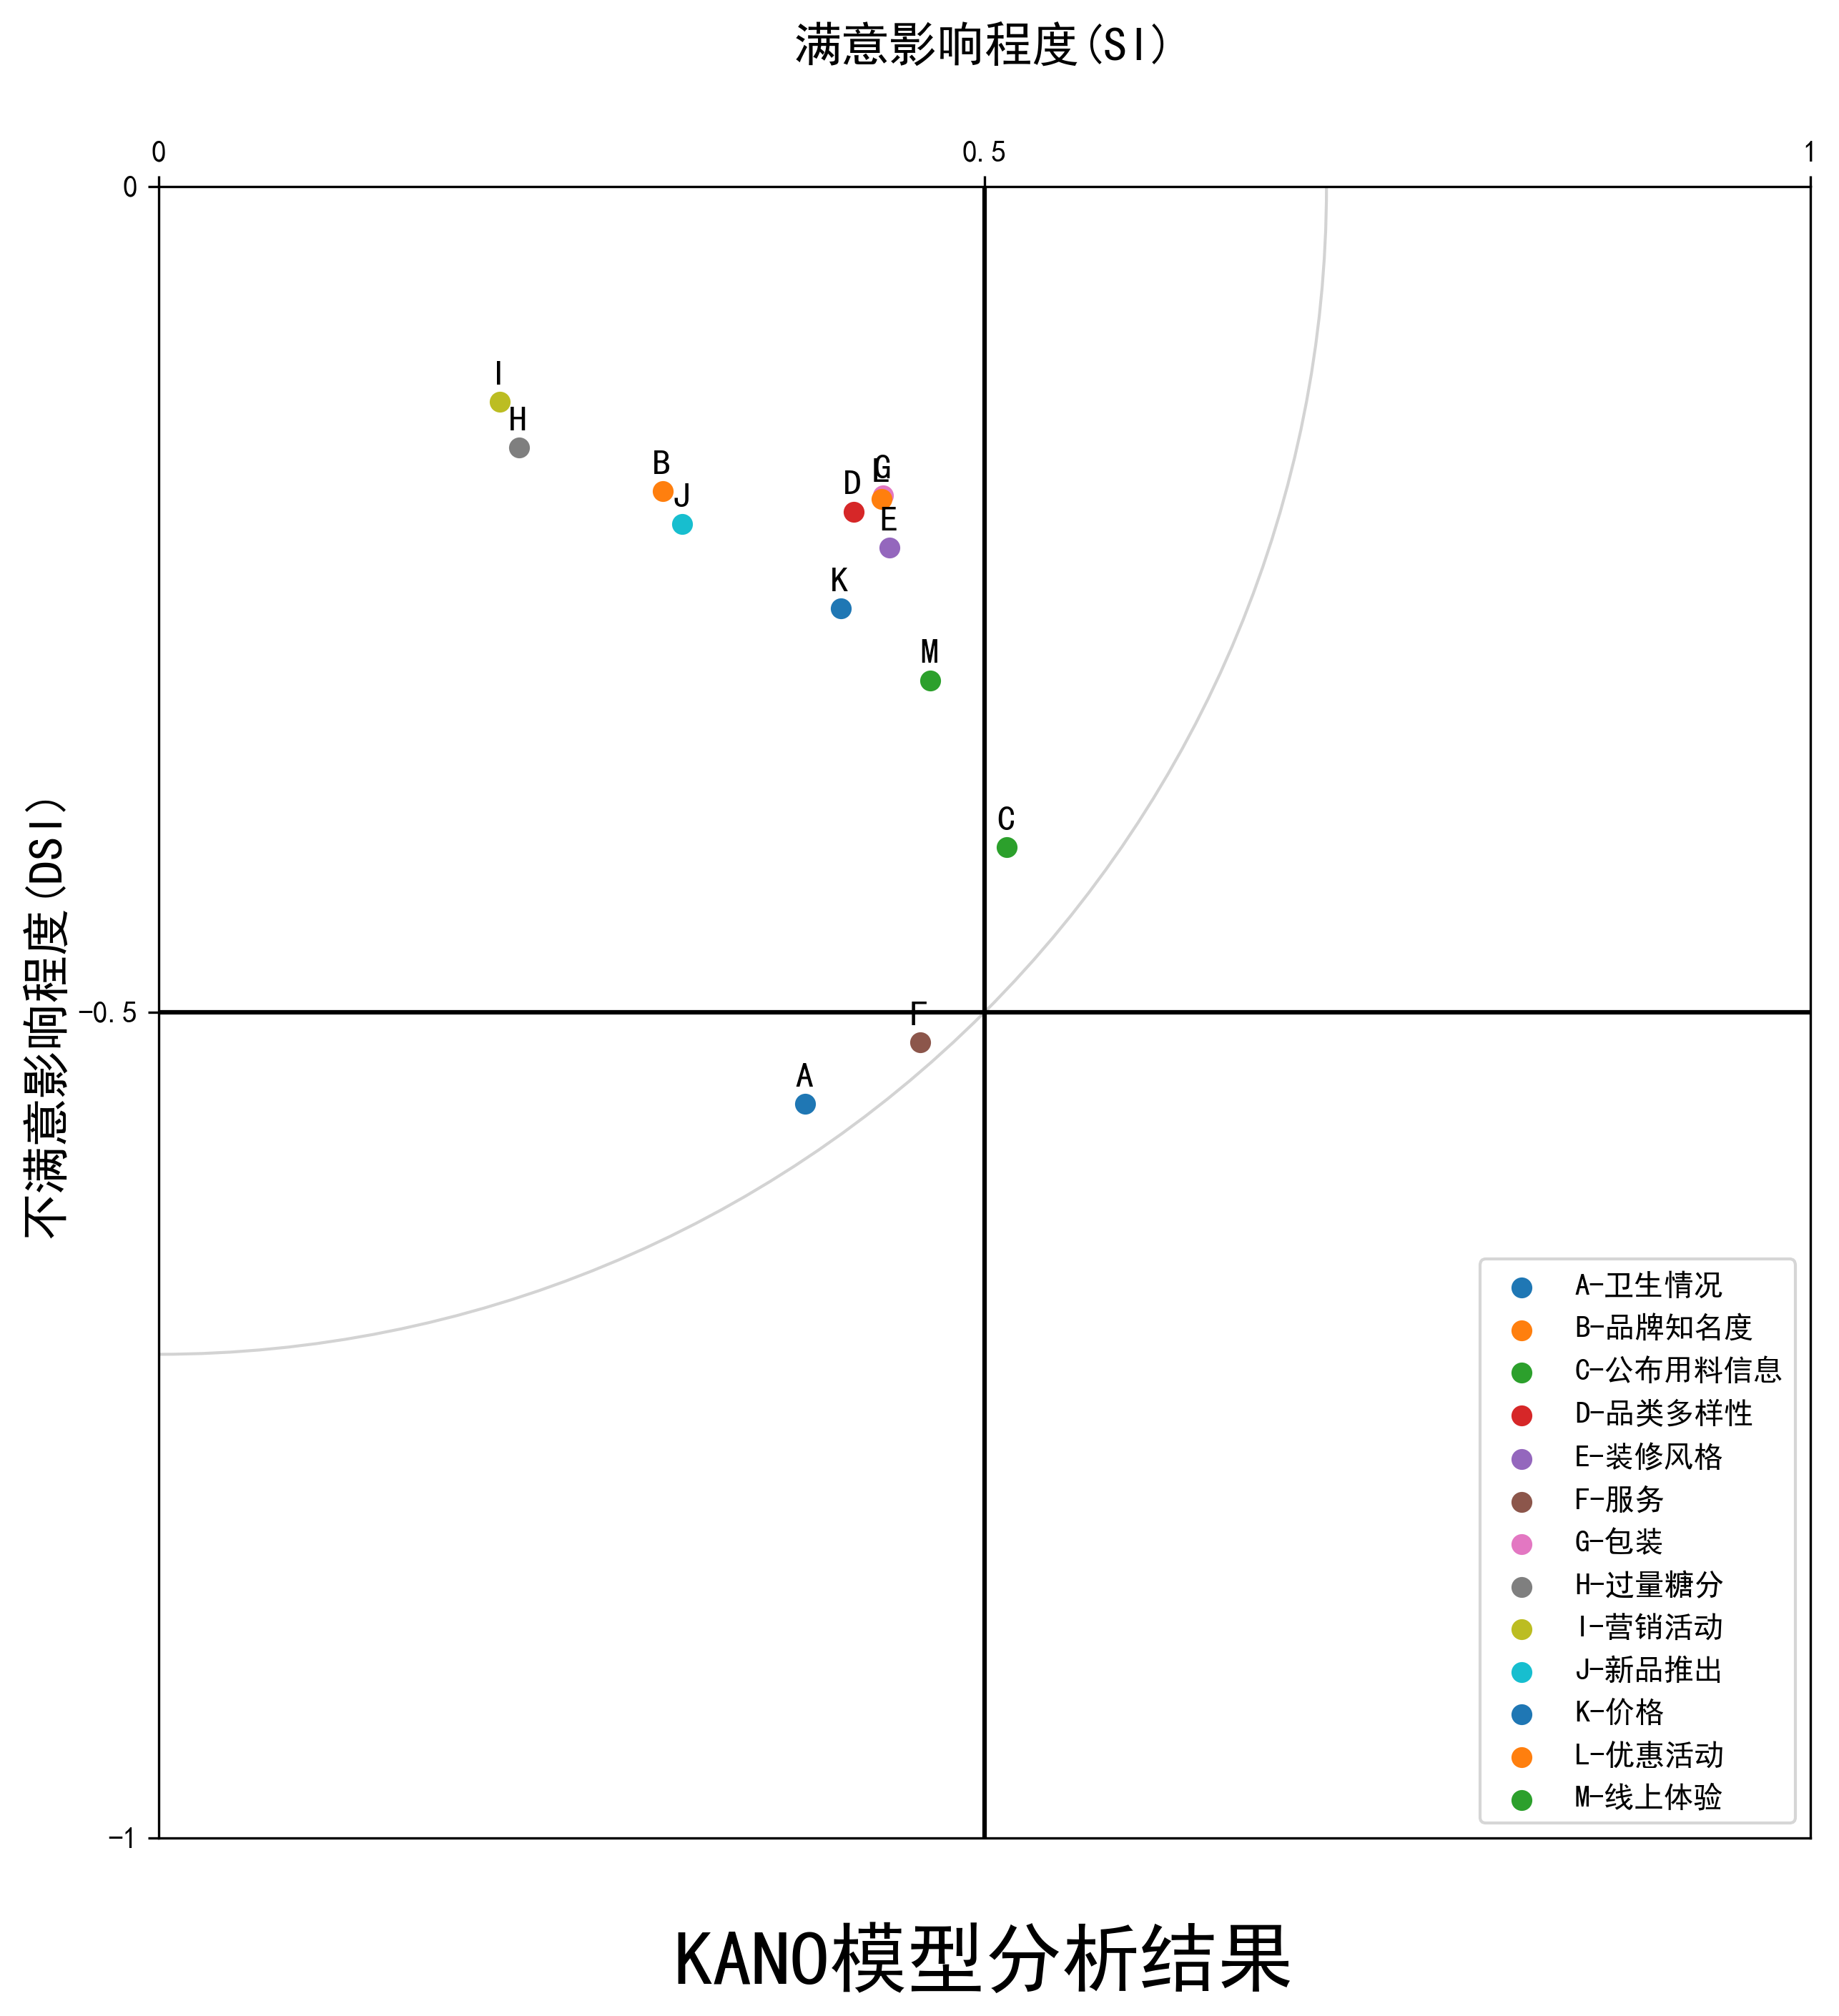 满意影响程度(SI)
0
0.5
1
0
I
H
B
J
D
G
L
E
K
M
C
不满意影响程度(DSI)
-0.5
F
A
A-卫生情况
B-品牌知名度
C-公布用料信息
D-品类多样性
E-装修风格
F-服务
G-包装
H-过量糖分
I-营销活动
J-新品推出
K-价格
L-优惠活动
M-线上体验
-1
KANO模型分析结果